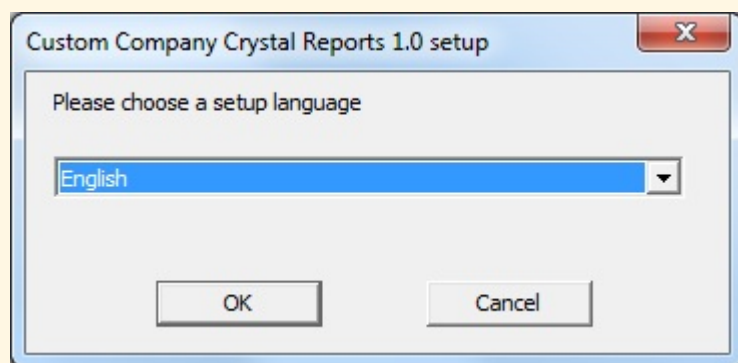 Custom Company Crystal Reports 1.0 setup
Please choose a setup language
English
OK Cancel